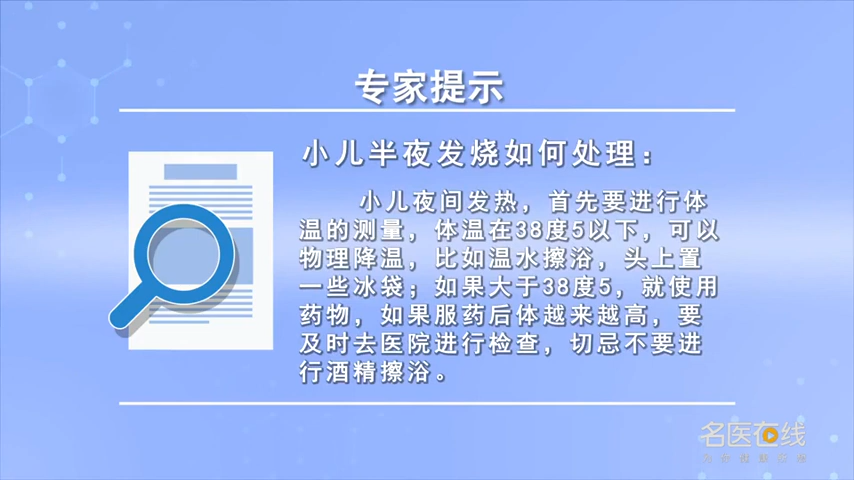 专家提示
小儿半夜发烧如何处理：
小儿夜间发热，首先要进行体
温的测量，体温在38度5以下，可以
物理降温，比如温水擦浴，头上置
一些冰袋；如果大于38度5，就使用
药物，如果服药后体越来越高，要
及时去医院进行检查，切忌不要进
行酒精擦浴。
名医在线